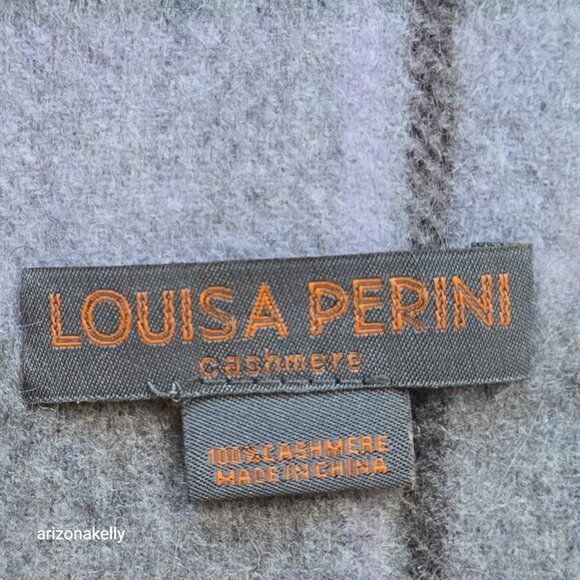 LOUISA PERINI
cashmere
100% CASHMERE
MADE IN CHINA
arizonakelly